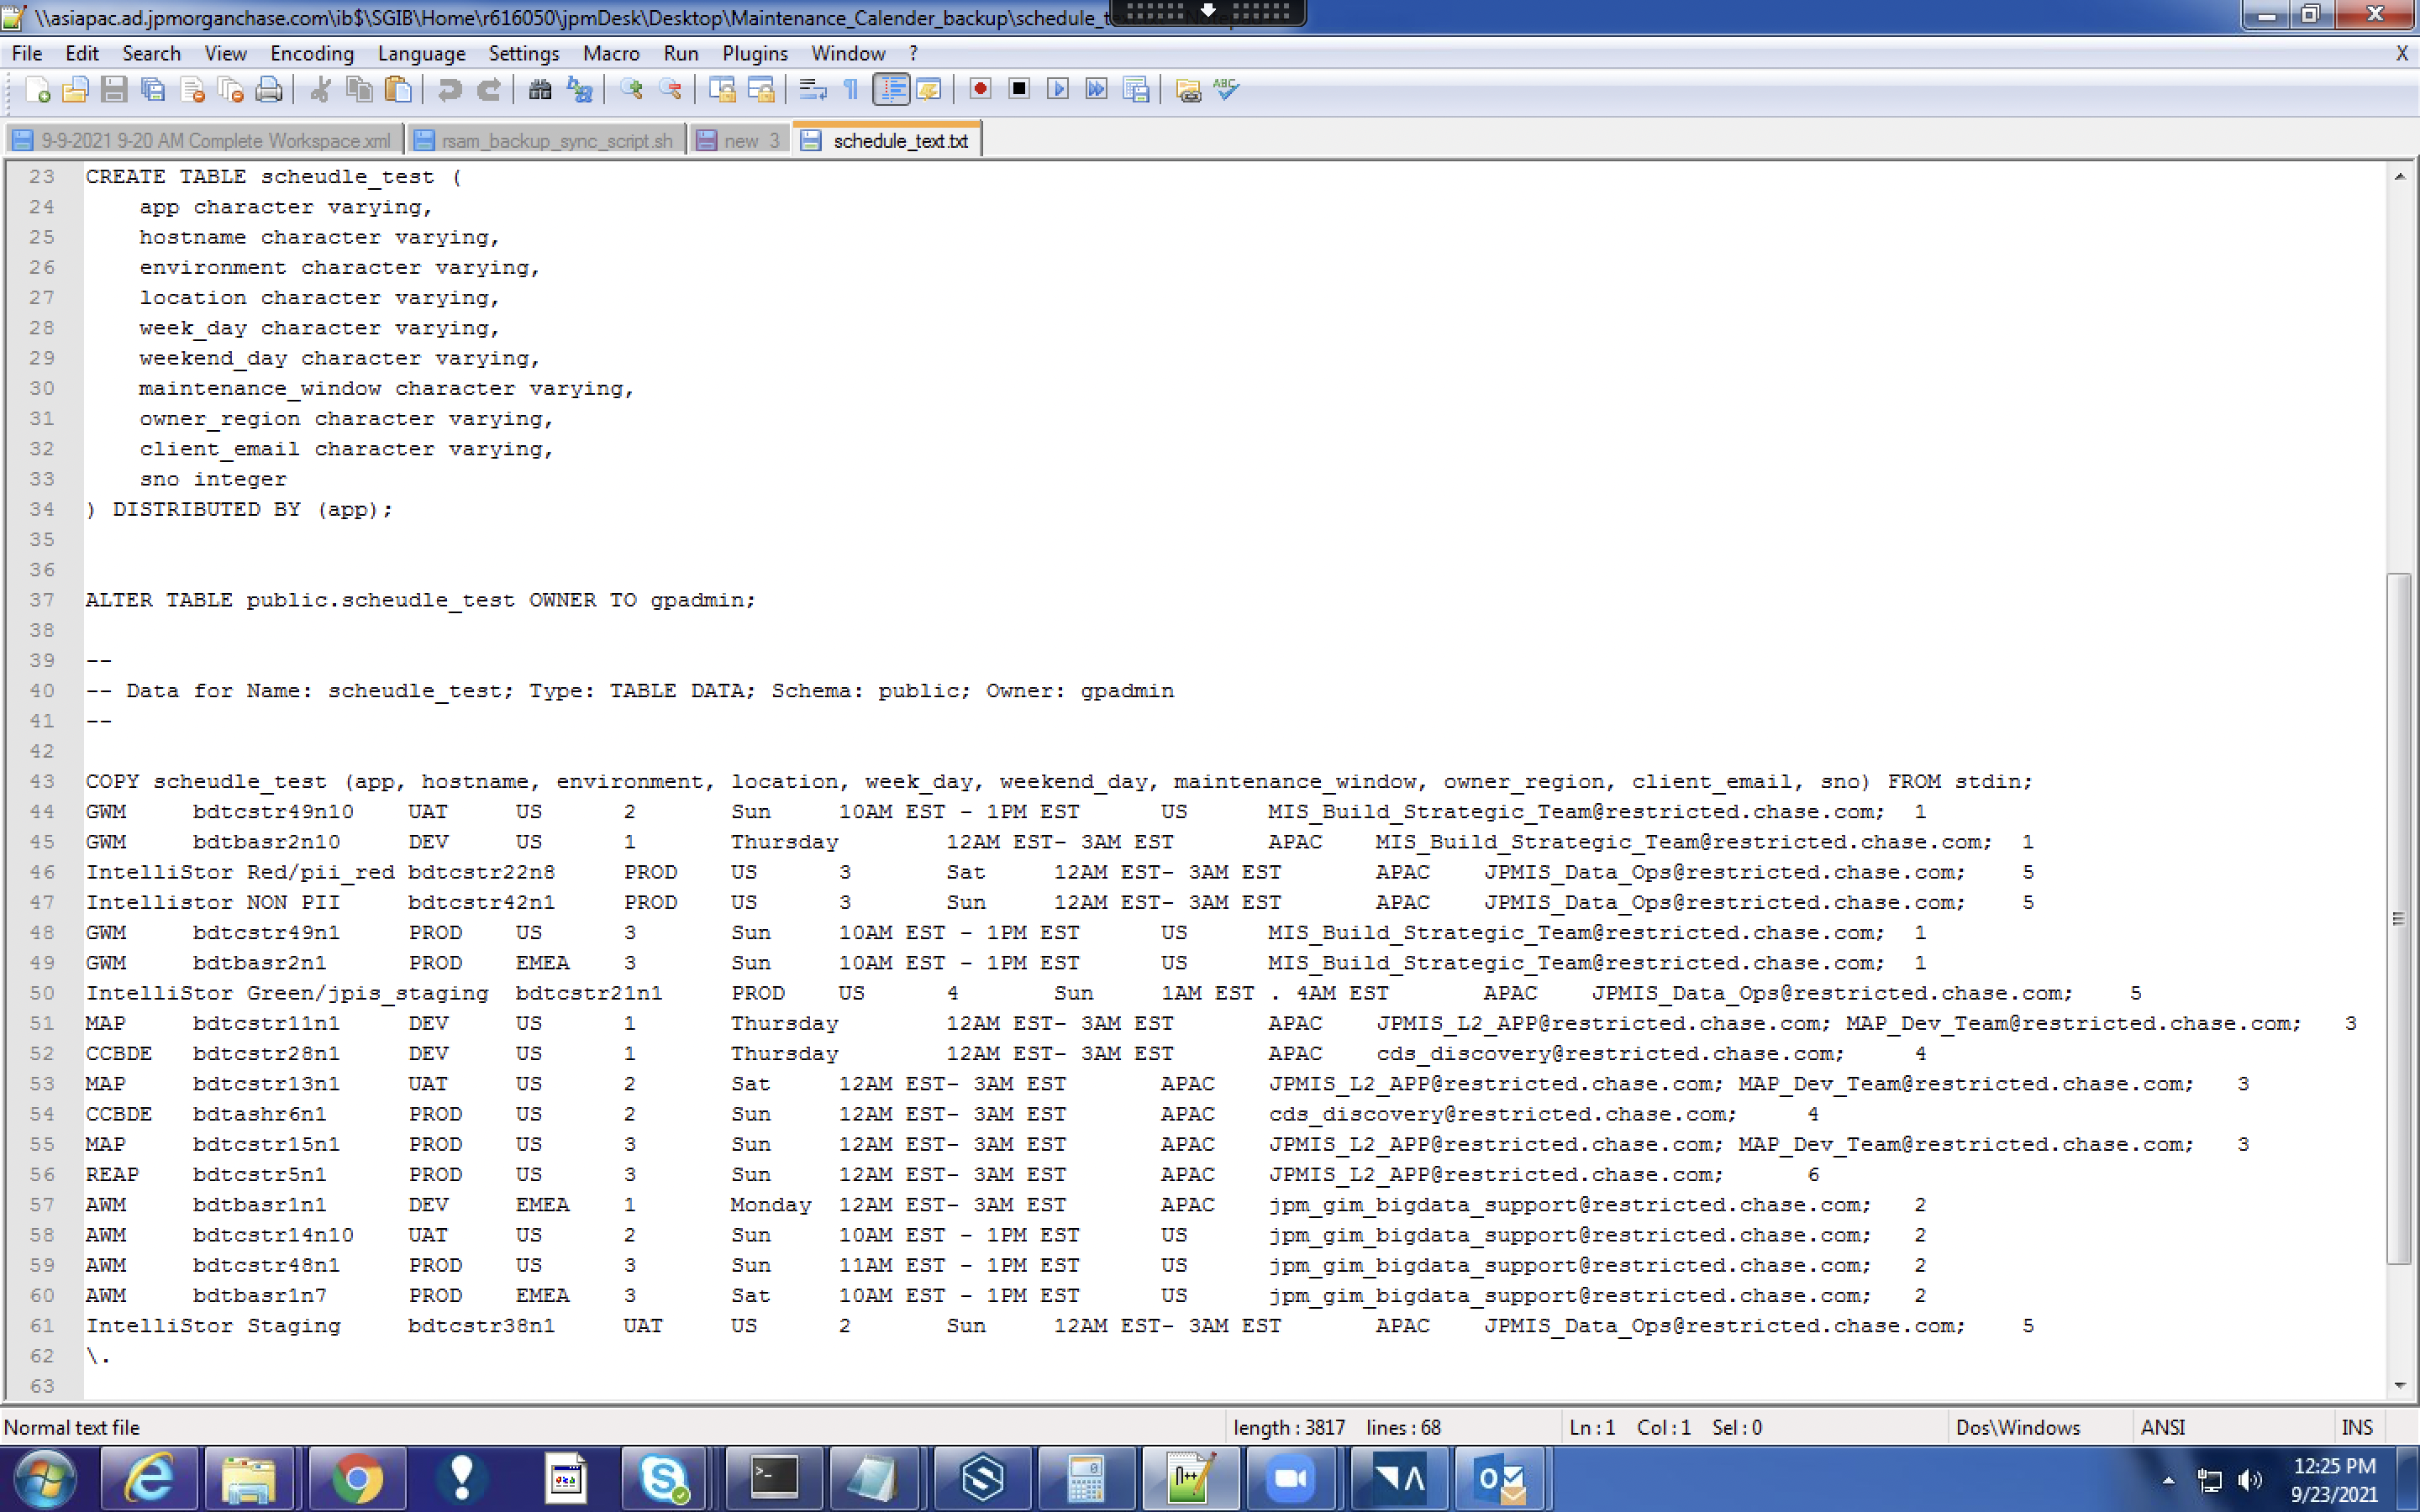 \\asiapac.ad.jpmorganchase.com\ib$\SGIB\Home\r616050\jpmDesk\Desktop\Maintenance_Calender_backup\schedule_t
File Edit Search View Encoding Language Settings Macro Run Plugins Window ? X
9-9-2021 9-20 AM Complete Workspace.xml rsam_backup_sync_script.sh new 3 schedule_text.txt
23 CREATE TABLE scheudle_test (
24 app character varying,
25 hostname character varying,
26 environment character varying,
27 location character varying,
28 week_day character varying,
29 weekend_day character varying,
30 maintenance_window character varying,
31 owner_region character varying,
32 client_email character varying,
33 sno integer
34 ) DISTRIBUTED BY (app);
35
36
37 ALTER TABLE public.scheudle_test OWNER TO gpadmin;
38
39 --
40 -- Data for Name: scheudle_test; Type: TABLE DATA; Schema: public; Owner: gpadmin
41 --
42
43 COPY scheudle_test (app, hostname, environment, location, week_day, weekend_day, maintenance_window, owner_region, client_email, sno) FROM stdin;
44 GWM bdtcstr49n10 UAT US 2 Sun 10AM EST - 1PM EST US MIS_Build_Strategic_Team@restricted.chase.com; 1
45 GWM bdtbasr2n10 DEV US 1 Thursday 12AM EST- 3AM EST APAC MIS_Build_Strategic_Team@restricted.chase.com; 1
46 IntelliStor Red/pii_red bdtcstr22n8 PROD US 3 Sat 12AM EST- 3AM EST APAC JPMIS_Data_Ops@restricted.chase.com; 5
47 Intellistor NON PII bdtcstr42n1 PROD US 3 Sun 12AM EST- 3AM EST APAC JPMIS_Data_Ops@restricted.chase.com; 5
48 GWM bdtcstr49n1 PROD US 3 Sun 10AM EST - 1PM EST US MIS_Build_Strategic_Team@restricted.chase.com; 1
49 GWM bdtbasr2n1 PROD EMEA 3 Sun 10AM EST - 1PM EST US MIS_Build_Strategic_Team@restricted.chase.com; 1
50 IntelliStor Green/jpis_staging bdtcstr21n1 PROD US 4 Sun 1AM EST . 4AM EST APAC JPMIS_Data_Ops@restricted.chase.com; 5
51 MAP bdtcstr11n1 DEV US 1 Thursday 12AM EST- 3AM EST APAC JPMIS_L2_APP@restricted.chase.com; MAP_Dev_Team@restricted.chase.com; 3
52 CCBDE bdtcstr28n1 DEV US 1 Thursday 12AM EST- 3AM EST APAC cds_discovery@restricted.chase.com; 4
53 MAP bdtcstr13n1 UAT US 2 Sat 12AM EST- 3AM EST APAC JPMIS_L2_APP@restricted.chase.com; MAP_Dev_Team@restricted.chase.com; 3
54 CCBDE bdtashr6n1 PROD US 2 Sun 12AM EST- 3AM EST APAC cds_discovery@restricted.chase.com; 4
55 MAP bdtcstr15n1 PROD US 3 Sun 12AM EST- 3AM EST APAC JPMIS_L2_APP@restricted.chase.com; MAP_Dev_Team@restricted.chase.com; 3
56 REAP bdtcstr5n1 PROD US 3 Sun 12AM EST- 3AM EST APAC JPMIS_L2_APP@restricted.chase.com; 6
57 AWM bdtbasr1n1 DEV EMEA 1 Monday 12AM EST- 3AM EST APAC jpm_gim_bigdata_support@restricted.chase.com; 2
58 AWM bdtcstr14n10 UAT US 2 Sun 10AM EST - 1PM EST US jpm_gim_bigdata_support@restricted.chase.com; 2
59 AWM bdtcstr48n1 PROD US 3 Sun 11AM EST - 1PM EST US jpm_gim_bigdata_support@restricted.chase.com; 2
60 AWM bdtbasr1n7 PROD EMEA 3 Sat 10AM EST - 1PM EST US jpm_gim_bigdata_support@restricted.chase.com; 2
61 IntelliStor Staging bdtcstr38n1 UAT US 2 Sun 12AM EST- 3AM EST APAC JPMIS_Data_Ops@restricted.chase.com; 5
62 \.
63
Normal text file length : 3817 lines : 68 Ln : 1 Col : 1 Sel : 0 Dos\Windows ANSI INS
12:25 PM
9/23/2021